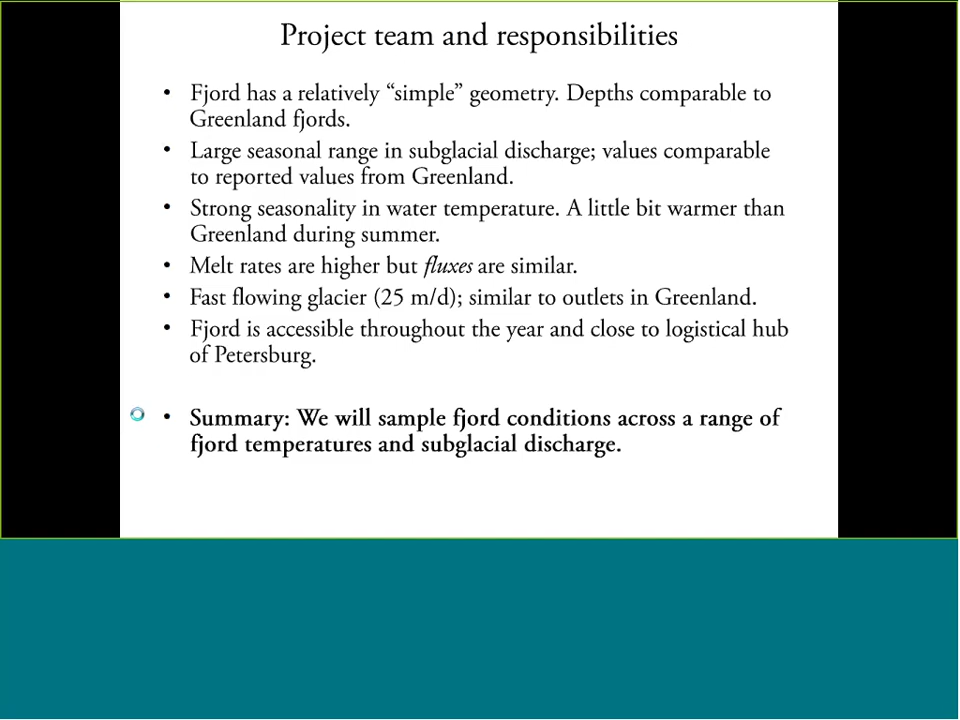 Project team and responsibilities
• Fjord has a relatively “simple” geometry. Depths comparable to
Greenland fjords.
• Large seasonal range in subglacial discharge; values comparable
to reported values from Greenland.
• Strong seasonality in water temperature. A little bit warmer than
Greenland during summer.
• Melt rates are higher but fluxes are similar.
• Fast flowing glacier (25 m/d); similar to outlets in Greenland.
• Fjord is accessible throughout the year and close to logistical hub
of Petersburg.
• Summary: We will sample fjord conditions across a range of
fjord temperatures and subglacial discharge.